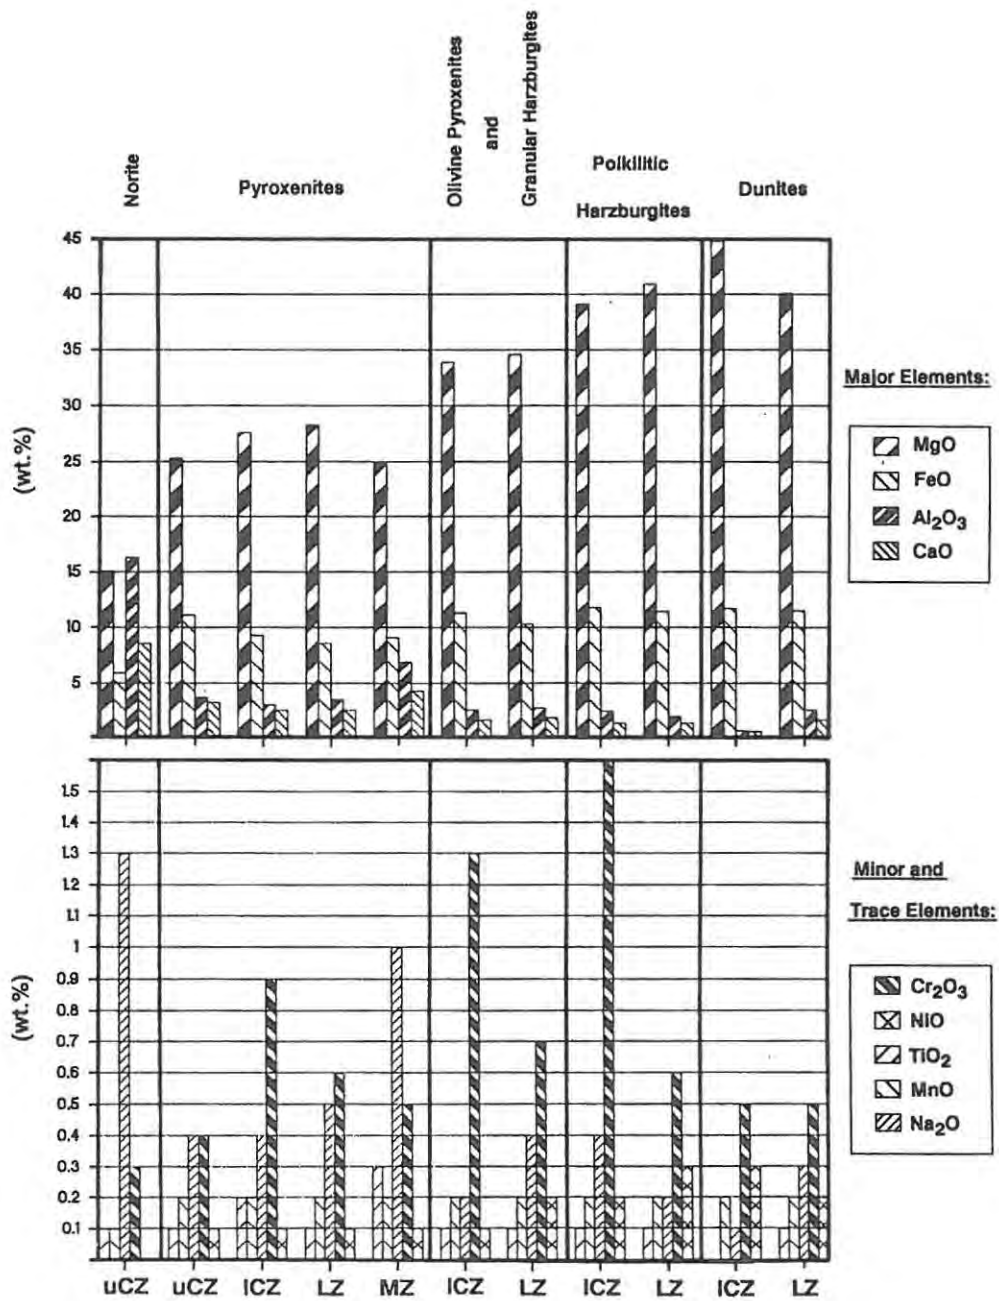 Norite
Pyroxenites
Olivine Pyroxenites
and
Granular Harzburgites
Poikilitic
Harzburgites
Dunites
45
40
35
30
25
20
15
10
5
(wt.%)
Major Elements:
MgO
FeO
Al₂O₃
CaO
1.5
1.4
1.3
1.2
1.1
1
0.9
0.8
0.7
0.6
0.5
0.4
0.3
0.2
0.1
(wt.%)
Minor and
Trace Elements:
Cr₂O₃
NiO
TiO₂
MnO
Na₂O
uCZ uCZ lCZ LZ MZ lCZ LZ lCZ LZ lCZ LZ